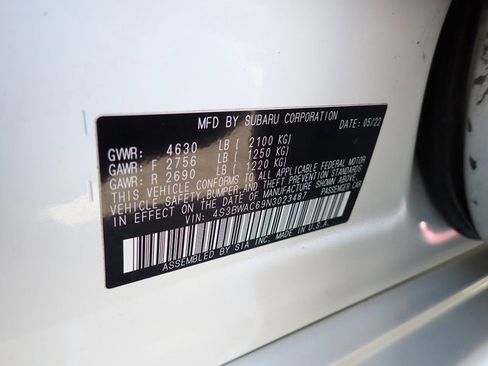 MFD BY SUBARU CORPORATION DATE: 05/22
GVWR: 4630 LB ( 2100 KG)
GAWR: F 2756 LB ( 1250 KG)
GAWR: R 2690 LB ( 1220 KG)
THIS VEHICLE CONFORMS TO ALL APPLICABLE FEDERAL MOTOR
VEHICLE SAFETY, BUMPER, AND THEFT PREVENTION STANDARDS
IN EFFECT ON THE DATE OF MANUFACTURE SHOWN ABOVE.
VIN: 4S3BWAC69N3023487 PASSENGER CAR
ASSEMBLED BY SIA INC. MADE IN U.S.A.